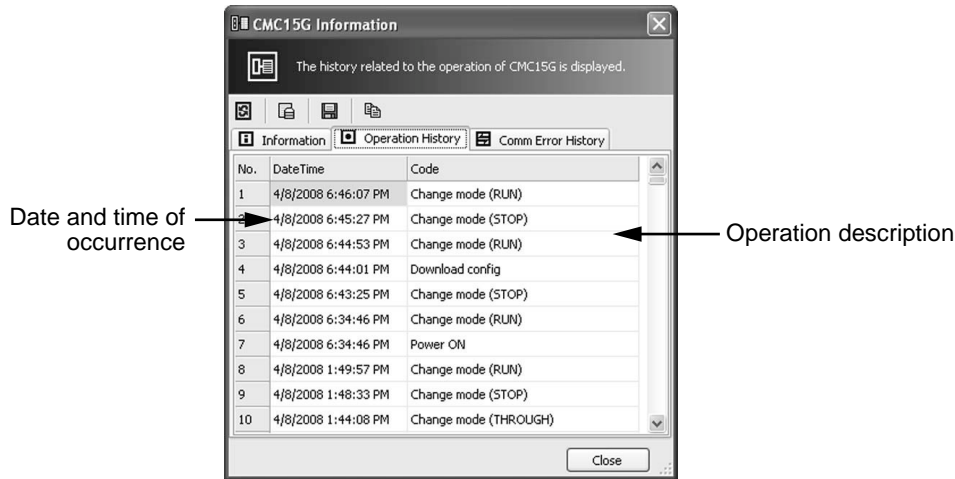 CMC15G Information
The history related to the operation of CMC15G is displayed.
Information Operation History Comm Error History
No. DateTime Code
1 4/8/2008 6:46:07 PM Change mode (RUN)
2 4/8/2008 6:45:27 PM Change mode (STOP)
3 4/8/2008 6:44:53 PM Change mode (RUN)
4 4/8/2008 6:44:01 PM Download config
5 4/8/2008 6:43:25 PM Change mode (STOP)
6 4/8/2008 6:34:46 PM Change mode (RUN)
7 4/8/2008 6:34:46 PM Power ON
8 4/8/2008 1:49:57 PM Change mode (RUN)
9 4/8/2008 1:48:33 PM Change mode (STOP)
10 4/8/2008 1:44:08 PM Change mode (THROUGH)
Close
Date and time of
occurrence
Operation description